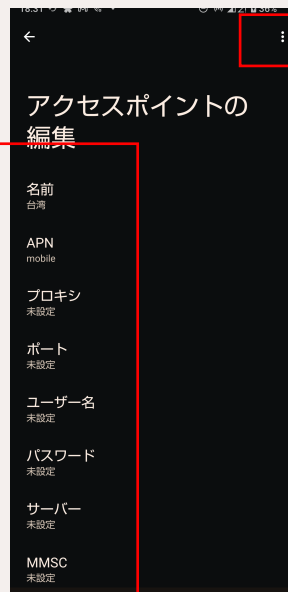 アクセスポイントの
編集
名前
台湾
APN
mobile
プロキシ
未設定
ポート
未設定
ユーザー名
未設定
パスワード
未設定
サーバー
未設定
MMSC
未設定